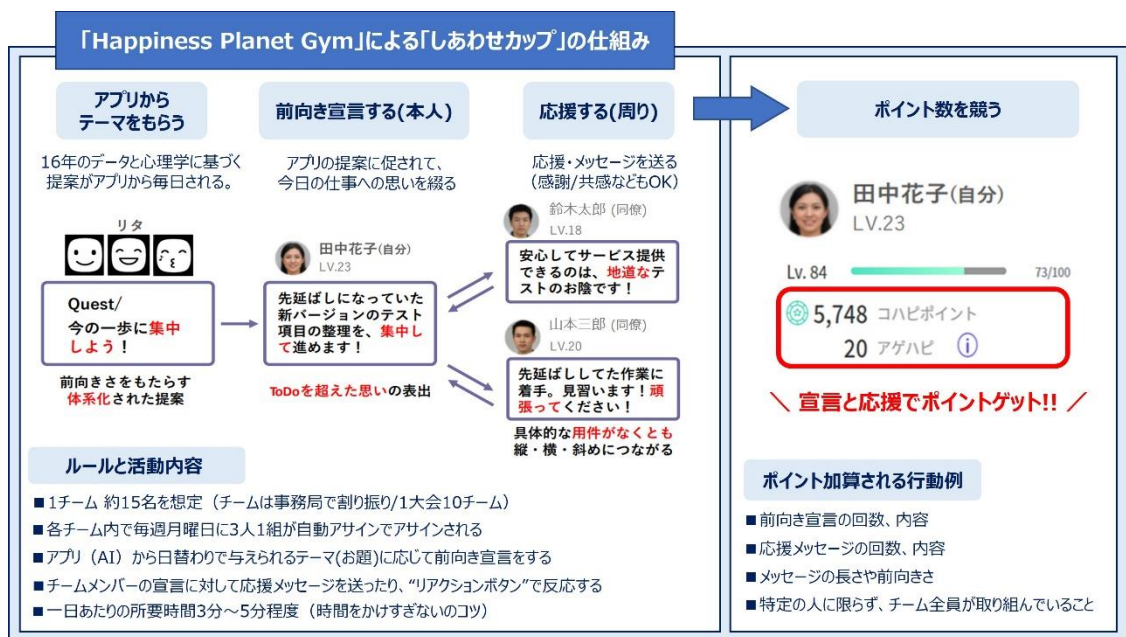 「Happiness Planet Gym」による「しあわせカップ」の仕組み
アプリから
テーマをもらう
16年のデータと心理学に基づく
提案がアプリから毎日される。
リタ
Quest/
今の一歩に集中
しよう！
前向きさをもたらす
体系化された提案
前向き宣言する(本人)
アプリの提案に促されて、
今日の仕事への思いを綴る
田中花子(自分)
LV.23
先延ばしになっていた
新バージョンのテスト
項目の整理を、集中し
て進めます！
ToDoを超えた思いの表出
応援する(周り)
応援・メッセージを送る
(感謝/共感などもOK)
鈴木太郎 (同僚)
LV.18
安心してサービス提供
できるのは、地道なテ
ストのお陰です！
山本三郎 (同僚)
LV.20
先延ばししてた作業に
着手。見習います！頑
張ってください！
具体的な用件がなくとも
縦・横・斜めにつながる
ルールと活動内容
■1チーム 約15名を想定（チームは事務局で割り振り/1大会10チーム）
■各チーム内で毎週月曜日に3人1組が自動アサインでアサインされる
■アプリ（AI）から日替わりで与えられるテーマ(お題)に応じて前向き宣言をする
■チームメンバーの宣言に対して応援メッセージを送ったり、“リアクションボタン”で反応する
■一日あたりの所要時間3分～5分程度（時間をかけすぎないのコツ）
ポイント数を競う
田中花子(自分)
LV.23
Lv. 84 73/100
5,748 コハピポイント
20 アゲハピ i
＼ 宣言と応援でポイントゲット!! ／
ポイント加算される行動例
■前向き宣言の回数、内容
■応援メッセージの回数、内容
■メッセージの長さや前向きさ
■特定の人に限らず、チーム全員が取り組んでいること